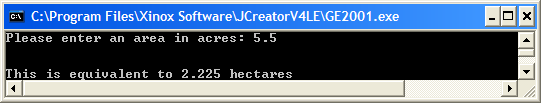 C:\Program Files\Xinox Software\JCreatorV4LE\GE2001.exe
Please enter an area in acres: 5.5
This is equivalent to 2.225 hectares